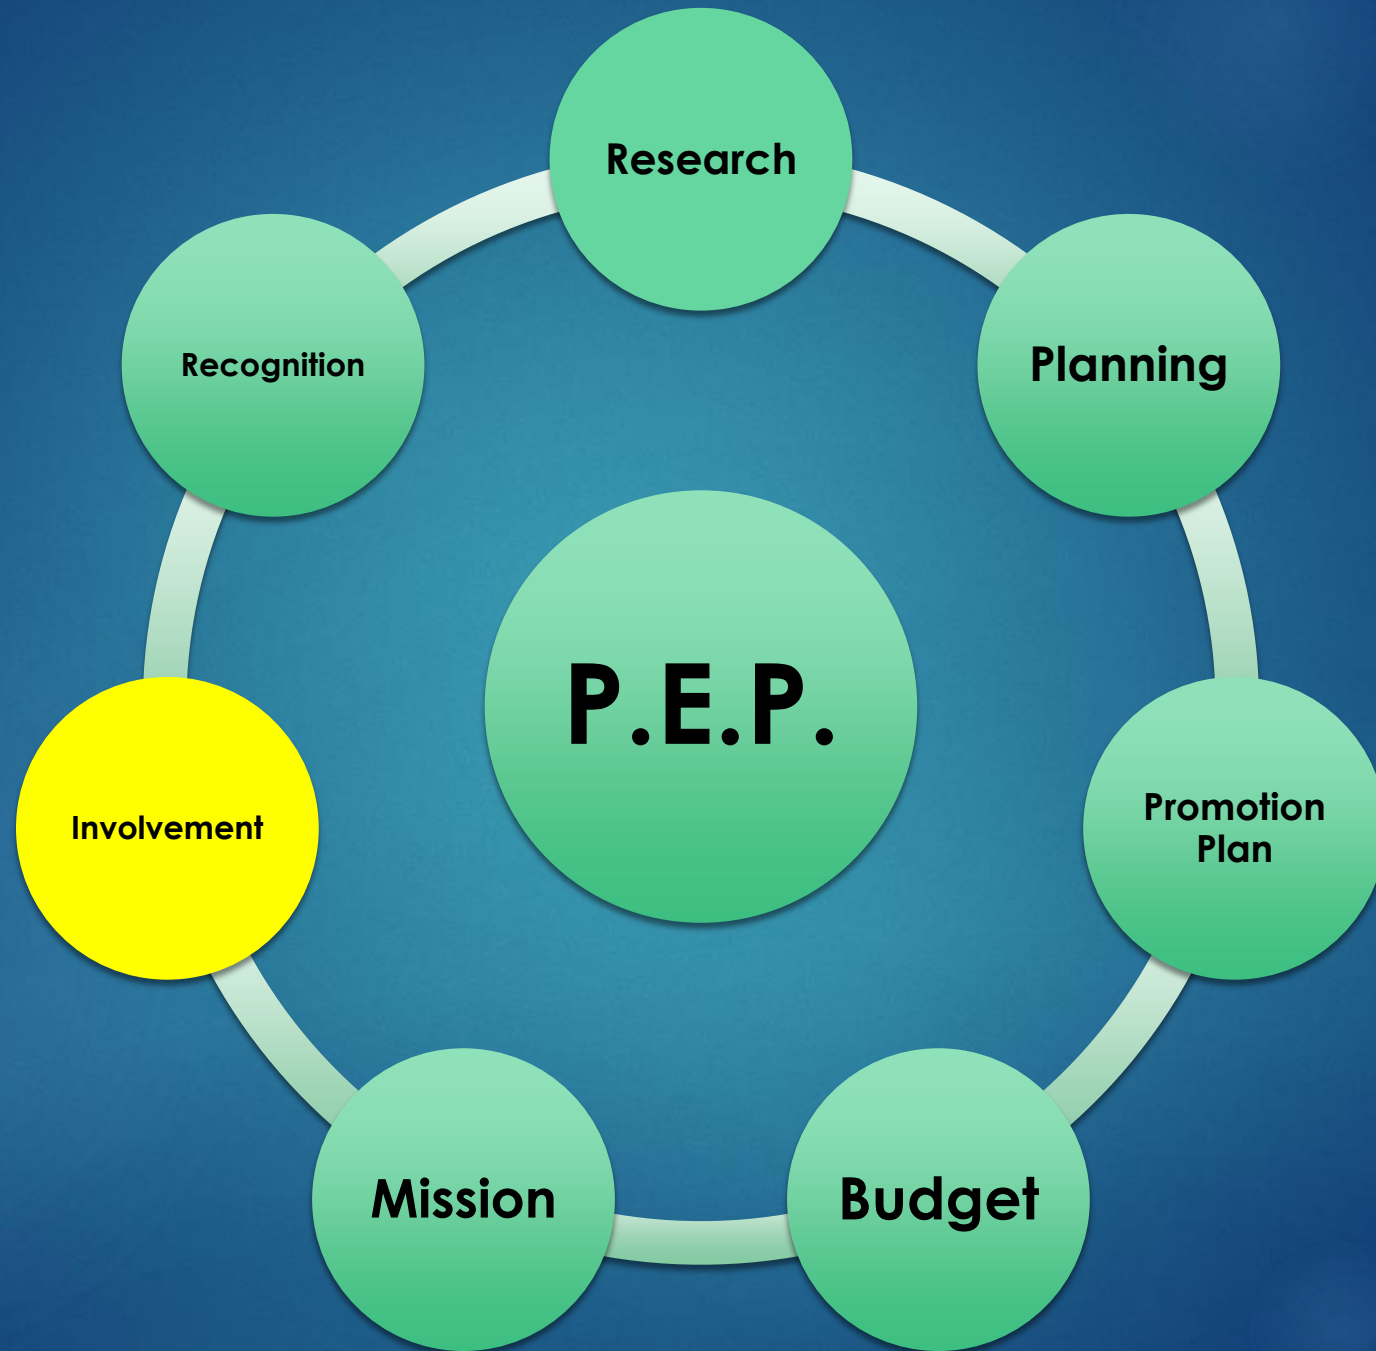 Research
Planning
Promotion
Plan
Budget
Mission
Involvement
Recognition
P.E.P.